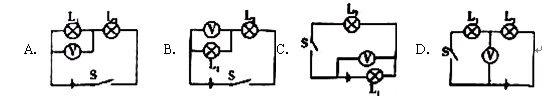 A. L₁ L₂ V S
B. V L₂ L₁ S
C. L₂ S V L₁
D. L₁ L₂ S V